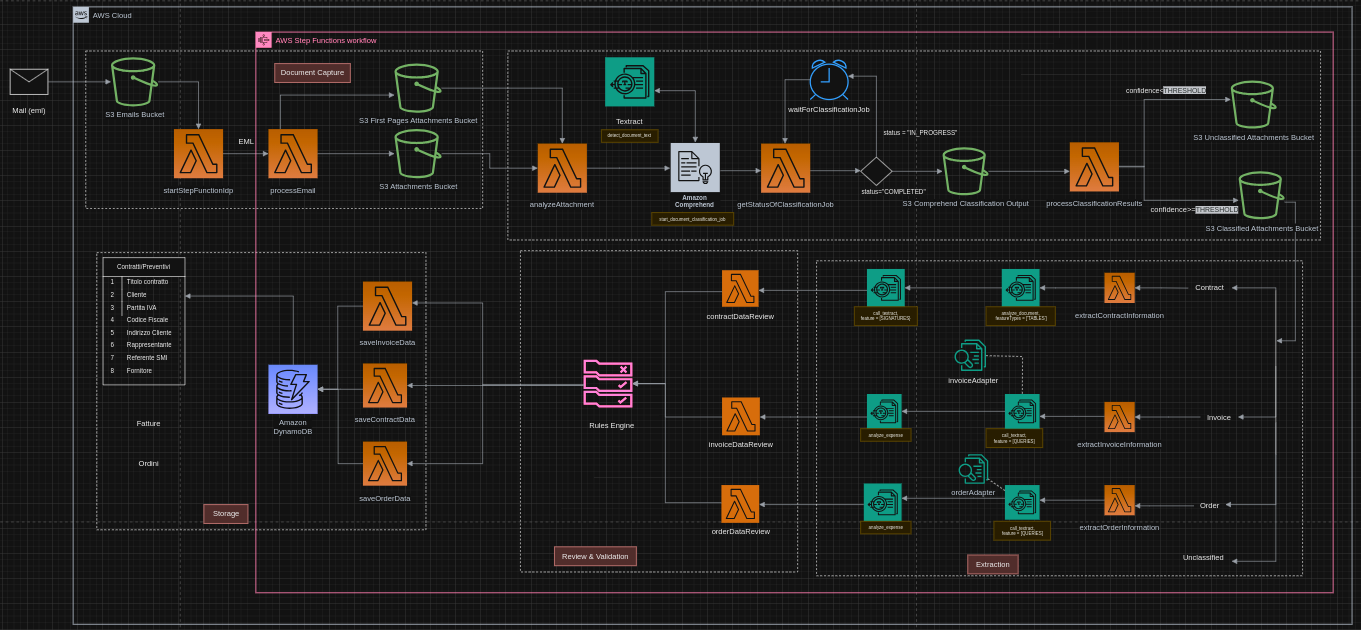 aws
AWS Cloud
AWS Step Functions workflow
Mail (eml)
S3 Emails Bucket
startStepFunctionIdp
EML
Document Capture
processEmail
S3 First Pages Attachments Bucket
S3 Attachments Bucket
Textract
detect_document_text
analyzeAttachment
Amazon
Comprehend
start_document_classification_job
waitForClassificationJob
getStatusOfClassificationJob
status = "IN_PROGRESS"
status="COMPLETED"
S3 Comprehend Classification Output
processClassificationResults
confidence<THRESHOLD
S3 Unclassified Attachments Bucket
confidence>=THRESHOLD
S3 Classified Attachments Bucket
Contratti/Preventivi
1 Titolo contratto
2 Cliente
3 Partita IVA
4 Codice Fiscale
5 Indirizzo Cliente
6 Rappresentante
7 Referente SMI
8 Fornitore
Fatture
Ordini
Storage
Amazon
DynamoDB
saveInvoiceData
saveContractData
saveOrderData
Rules Engine
Review & Validation
contractDataReview
invoiceDataReview
orderDataReview
call_textract,
feature = [SIGNATURES]
analyze_document,
featureTypes = ['TABLES']
extractContractInformation
Contract
invoiceAdapter
analyze_expense
call_textract,
feature = [QUERIES]
extractInvoiceInformation
Invoice
orderAdapter
analyze_expense
call_textract,
feature = [QUERIES]
extractOrderInformation
Order
Unclassified
Extraction